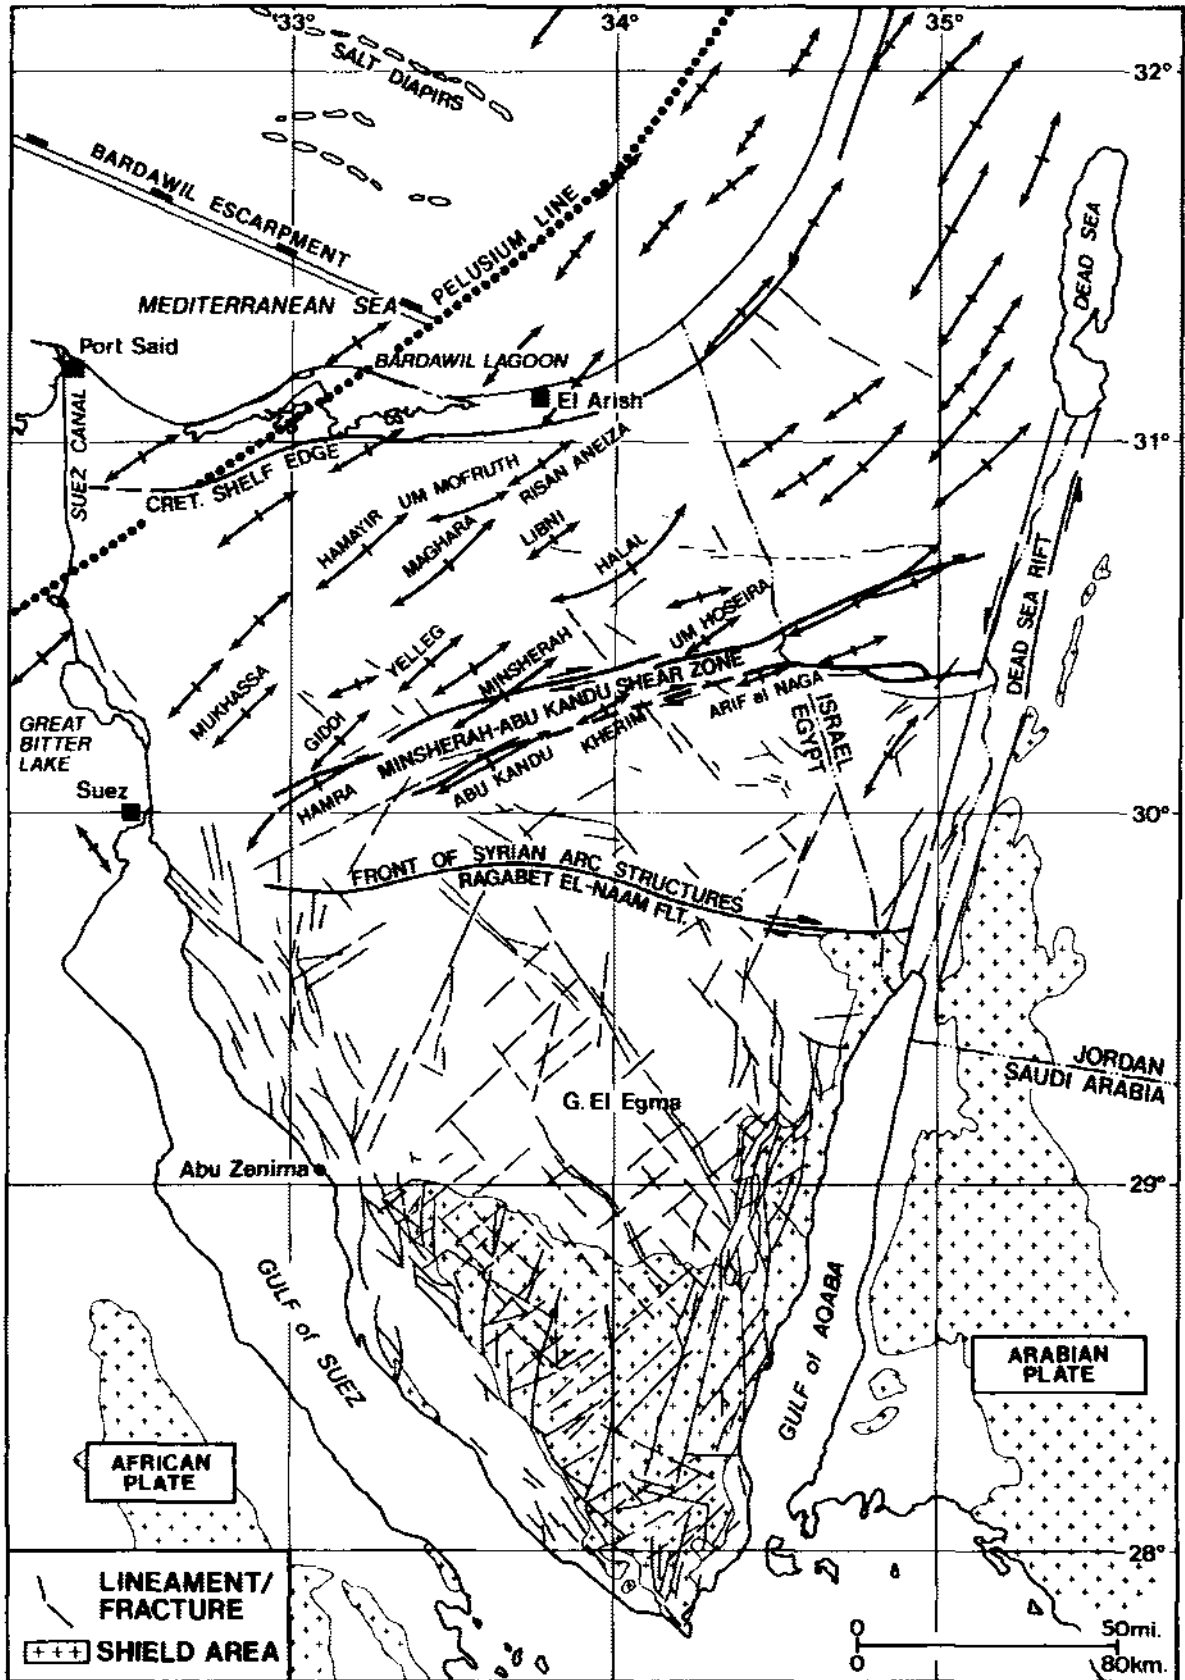 33°
34°
35°
32°
SALT DIAPIRS
BARDAWIL ESCARPMENT
PELUSIUM LINE
DEAD SEA
MEDITERRANEAN SEA
Port Said
BARDAWIL LAGOON
El Arish
SUEZ CANAL
CRET. SHELF EDGE
31°
UM MOFRUTH
RISAN ANEIZA
HAMAYIR
MAGHARA
LIBNI
HALAL
DEAD SEA RIFT
UM HOSEIRA
YELLEG
MINSHERAH
MUKHASSA
GIDDI
MINSHERAH-ABU KANDU SHEAR ZONE
ARIF el NAGA
KHERIM
ABU KANDU
HAMRA
ISRAEL
EGYPT
GREAT
BITTER
LAKE
Suez
30°
FRONT OF SYRIAN ARC STRUCTURES
RAGABET EL-NAAM FLT.
JORDAN
SAUDI ARABIA
G. El Egma
Abu Zenima
29°
GULF of SUEZ
GULF of AQABA
ARABIAN
PLATE
AFRICAN
PLATE
28°
LINEAMENT/
FRACTURE
SHIELD AREA
0 50mi.
0 80km.